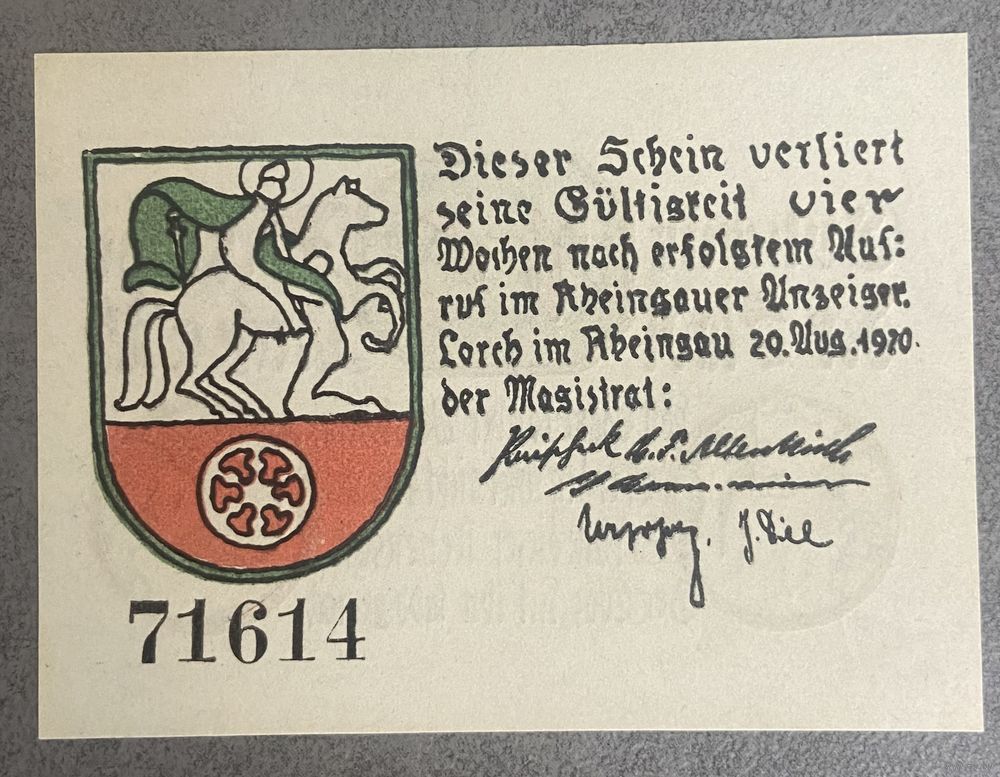 Dieser Schein verliert
seine Gültigkeit vier
Wochen nach erfolgtem Auf:
ruf im Rheingauer Anzeiger.
Lorch im Rheingau 20. Aug. 1920.
der Magistrat:
J. Dill
71614